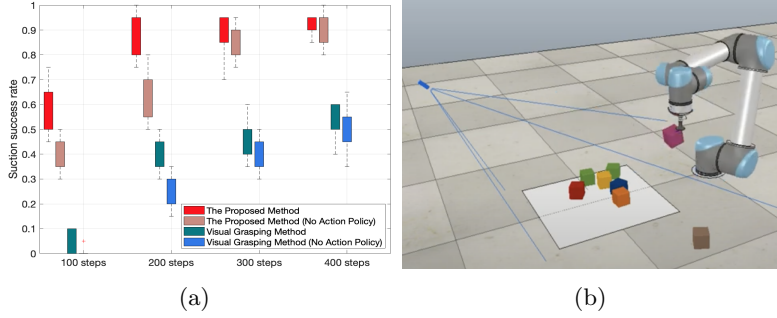 Suction success rate
1
0.9
0.8
0.7
0.6
0.5
0.4
0.3
0.2
0.1
0
The Proposed Method
The Proposed Method (No Action Policy)
Visual Grasping Method
Visual Grasping Method (No Action Policy)
100 steps
200 steps
300 steps
400 steps
(a)
(b)